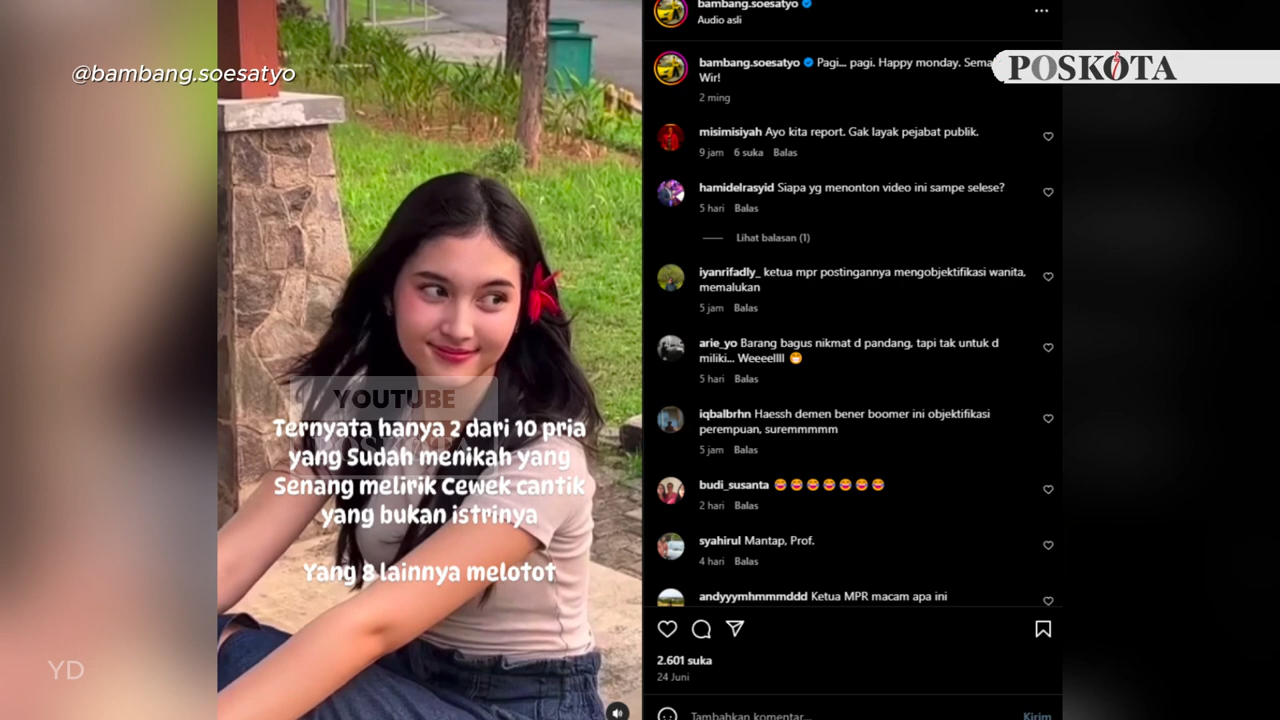 bambang.soesatyo
Audio asli
@bambang.soesatyo
POSKOTA
bambang.soesatyo Pagi... pagi. Happy monday. Sema
Wir!
2 ming
misimisiyah Ayo kita report. Gak layak pejabat publik.
9 jam 6 suka Balas
hamidelrasyid Siapa yg menonton video ini sampe selese?
5 hari Balas
Lihat balasan (1)
iyanrifadly_ ketua mpr postingannya mengobjektifikasi wanita,
memalukan
5 jam Balas
arie_yo Barang bagus nikmat d pandang, tapi tak untuk d
miliki... Weeeellll 😁
5 hari Balas
iqbalbrhn Haessh demen bener boomer ini objektifikasi
perempuan, suremmmmm
5 jam Balas
budi_susanta 😂😂😂😂😂😂😂
2 hari Balas
syahirul Mantap, Prof.
4 hari Balas
andyyymhmmmddd Ketua MPR macam apa ini
2.601 suka
24 Juni
Tambahkan komentar...
Kirim
YOUTUBE
Ternyata hanya 2 dari 10 pria
yang Sudah menikah yang
Senang melirik Cewek cantik
yang bukan istrinya
Yang 8 lainnya melotot
YD